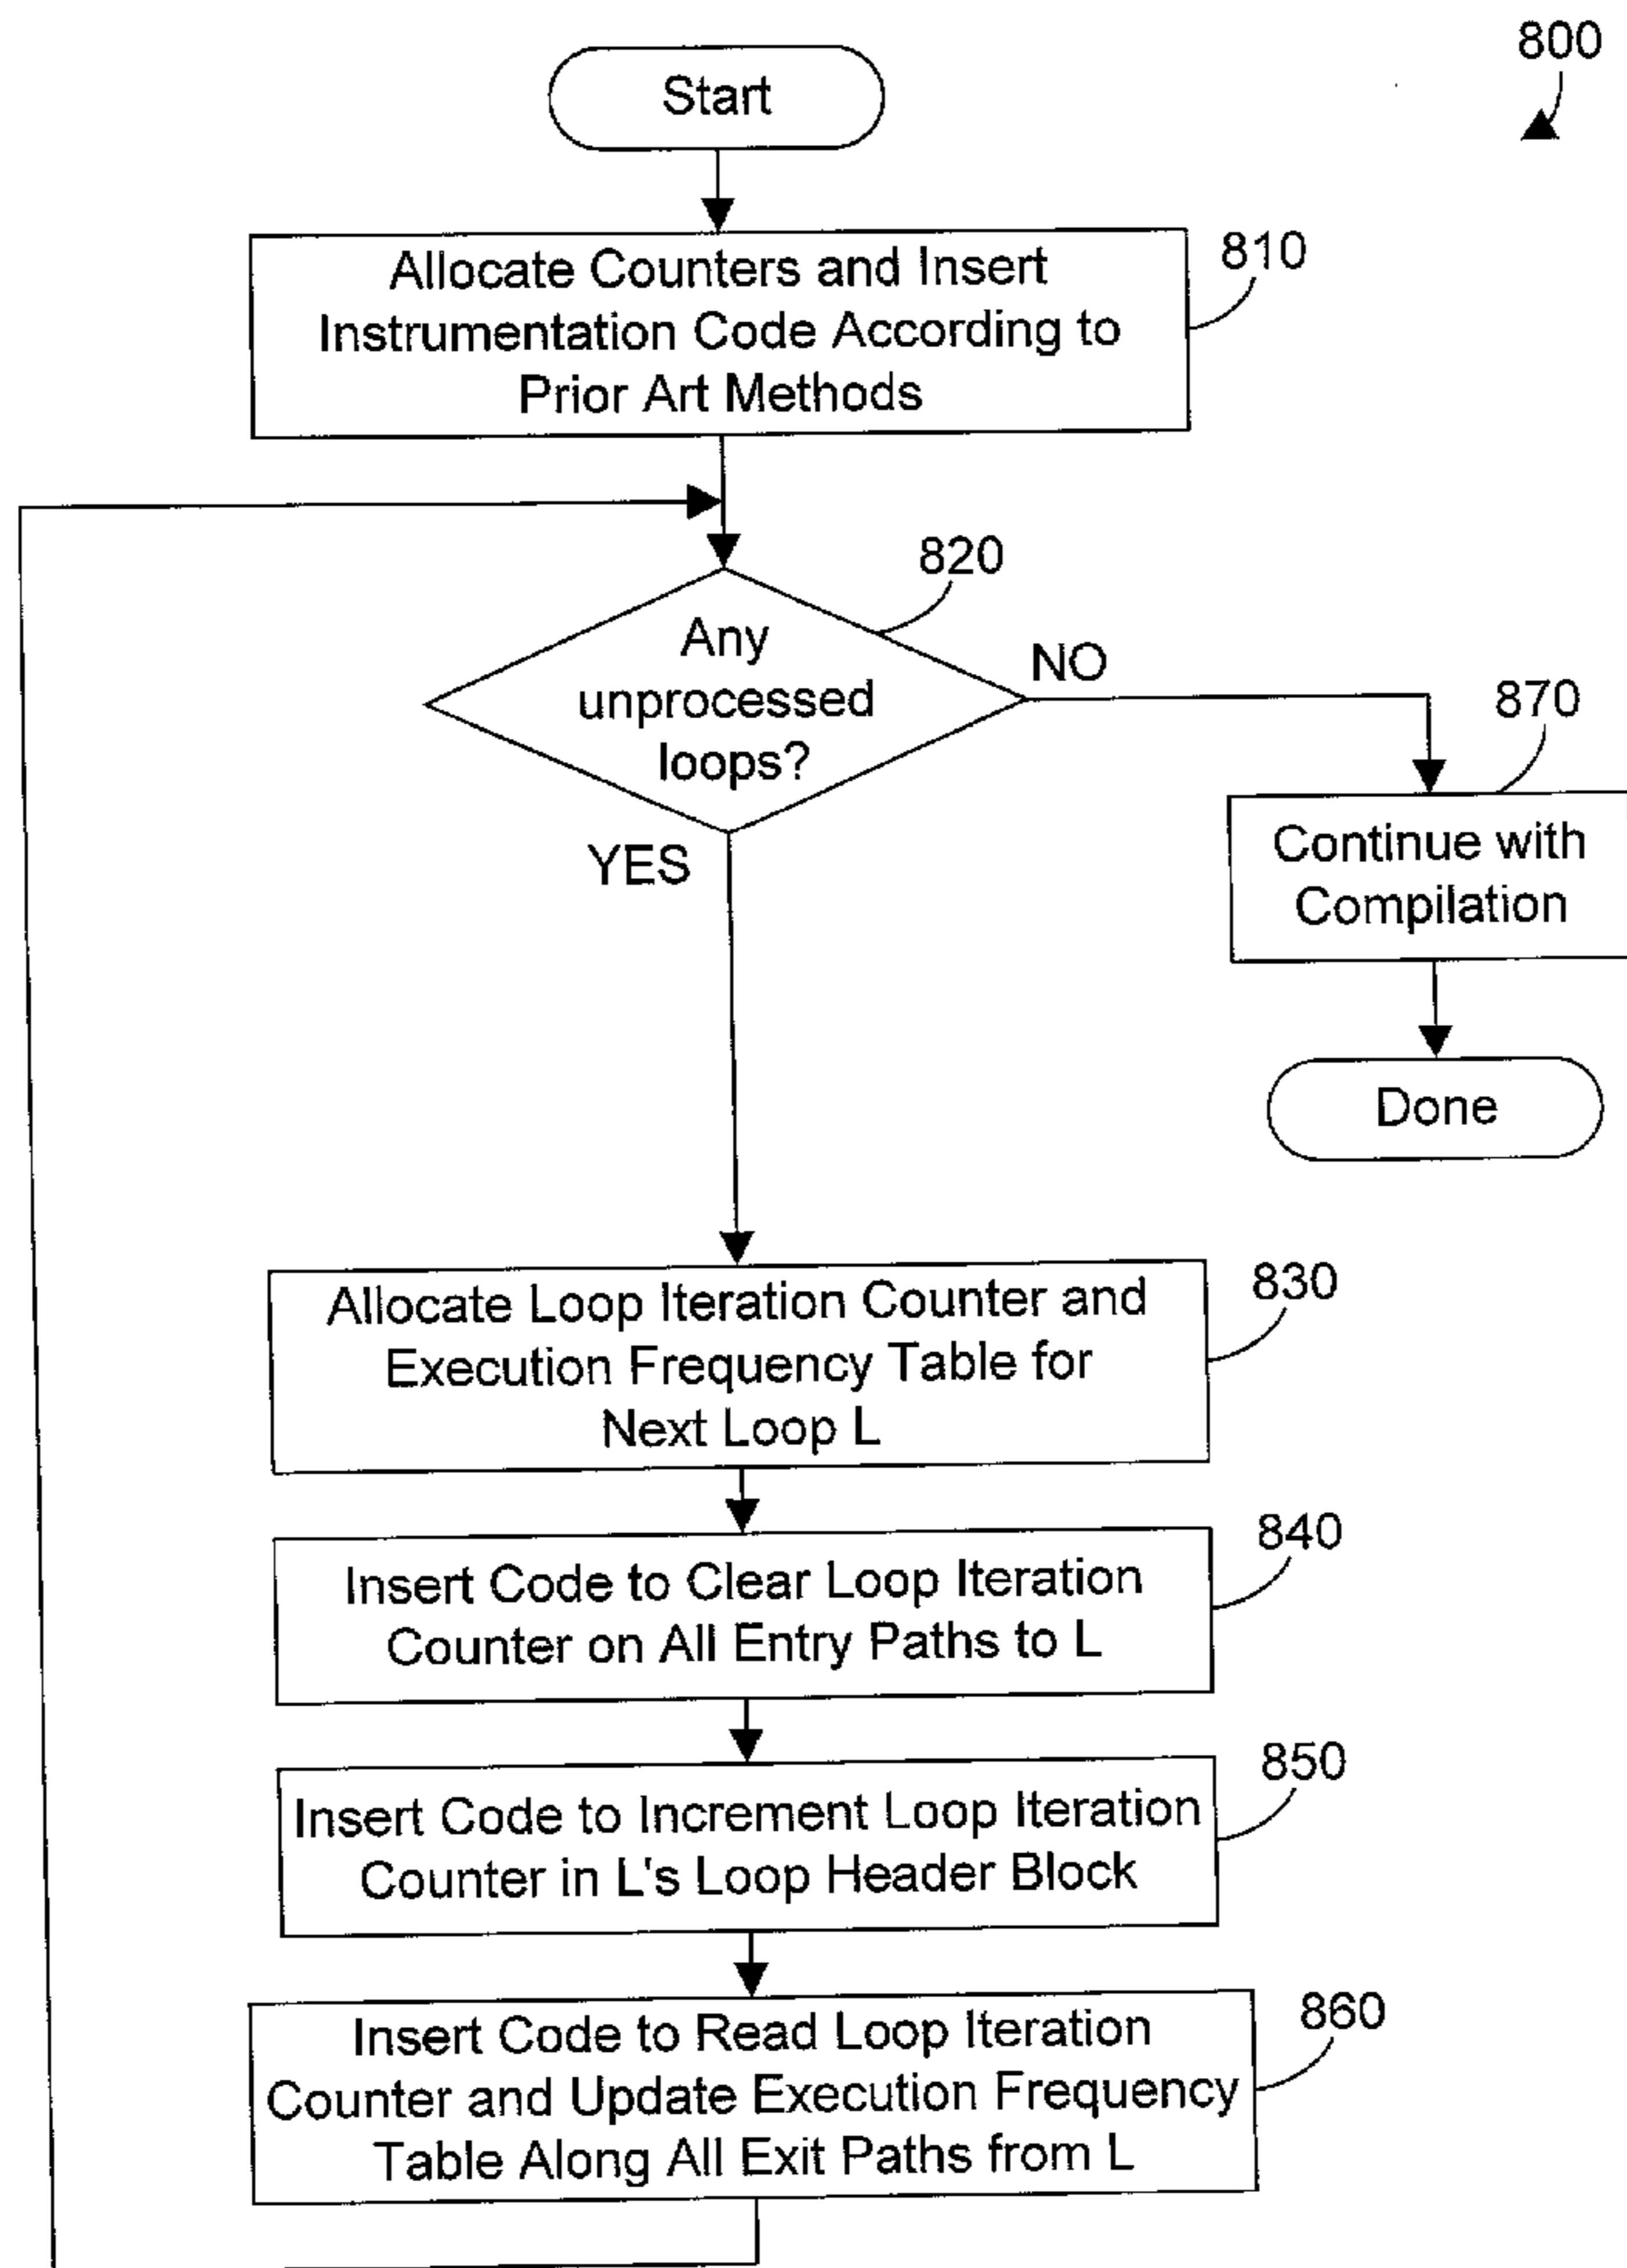 800
Start
Allocate Counters and Insert
Instrumentation Code According to
Prior Art Methods
810
820
Any
unprocessed
loops?
NO
YES
870
Continue with
Compilation
Done
Allocate Loop Iteration Counter and
Execution Frequency Table for
Next Loop L
830
Insert Code to Clear Loop Iteration
Counter on All Entry Paths to L
840
Insert Code to Increment Loop Iteration
Counter in L's Loop Header Block
850
Insert Code to Read Loop Iteration
Counter and Update Execution Frequency
Table Along All Exit Paths from L
860